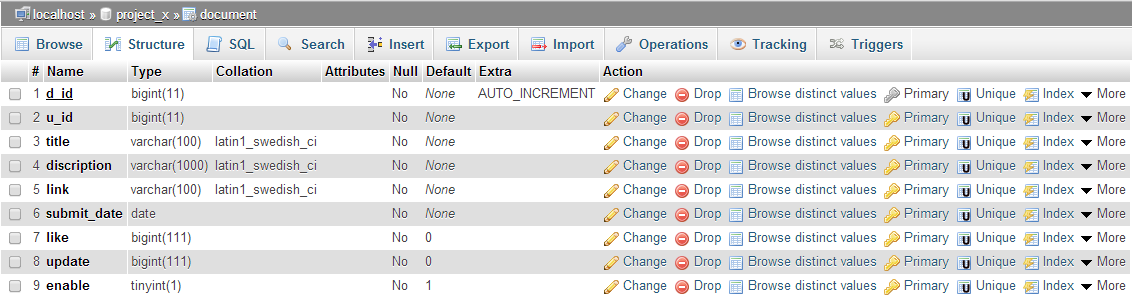 localhost » project_x » document
Browse Structure SQL Search Insert Export Import Operations Tracking Triggers
# Name Type Collation Attributes Null Default Extra Action
1 d_id bigint(11) No None AUTO_INCREMENT Change Drop Browse distinct values Primary Unique Index More
2 u_id bigint(11) No None Change Drop Browse distinct values Primary Unique Index More
3 title varchar(100) latin1_swedish_ci No None Change Drop Browse distinct values Primary Unique Index More
4 discription varchar(1000) latin1_swedish_ci No None Change Drop Browse distinct values Primary Unique Index More
5 link varchar(100) latin1_swedish_ci No None Change Drop Browse distinct values Primary Unique Index More
6 submit_date date No None Change Drop Browse distinct values Primary Unique Index More
7 like bigint(111) No 0 Change Drop Browse distinct values Primary Unique Index More
8 update bigint(111) No 0 Change Drop Browse distinct values Primary Unique Index More
9 enable tinyint(1) No 1 Change Drop Browse distinct values Primary Unique Index More